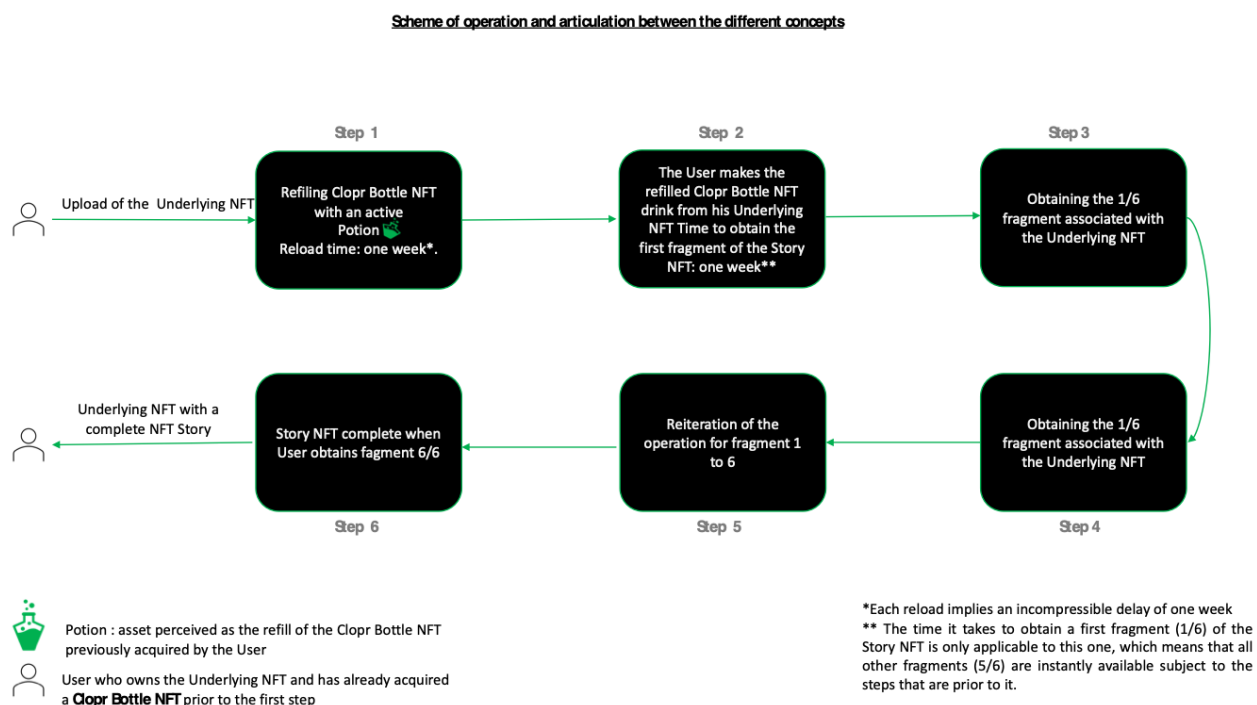 Scheme of operation and articulation between the different concepts
Step 1
Step 2
Step 3
Upload of the Underlying NFT
Refiling Clopr Bottle NFT
with an active
Potion
Reload time: one week*.
The User makes the
refilled Clopr Bottle NFT
drink from his Underlying
NFT Time to obtain the
first fragment of the Story
NFT: one week**
Obtaining the 1/6
fragment associated with
the Underlying NFT
Underlying NFT with a
complete NFT Story
Story NFT complete when
User obtains fagment 6/6
Reiteration of the
operation for fragment 1
to 6
Obtaining the 1/6
fragment associated with
the Underlying NFT
Step 6
Step 5
Step 4
Potion : asset perceived as the refill of the Clopr Bottle NFT
previously acquired by the User
User who owns the Underlying NFT and has already acquired
a Clopr Bottle NFT prior to the first step
*Each reload implies an incompressible delay of one week
** The time it takes to obtain a first fragment (1/6) of the
Story NFT is only applicable to this one, which means that all
other fragments (5/6) are instantly available subject to the
steps that are prior to it.